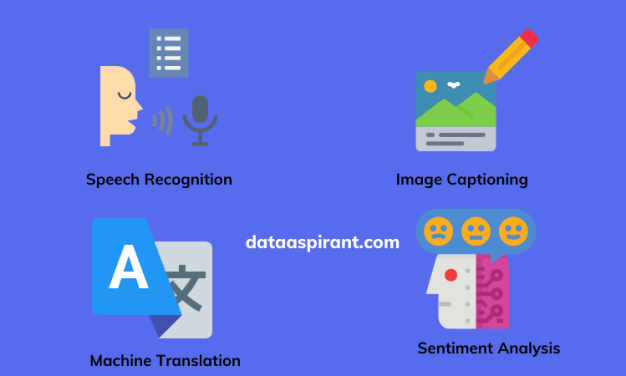 Speech Recognition
Image Captioning
A
文
dataaspirant.com
Machine Translation
Sentiment Analysis